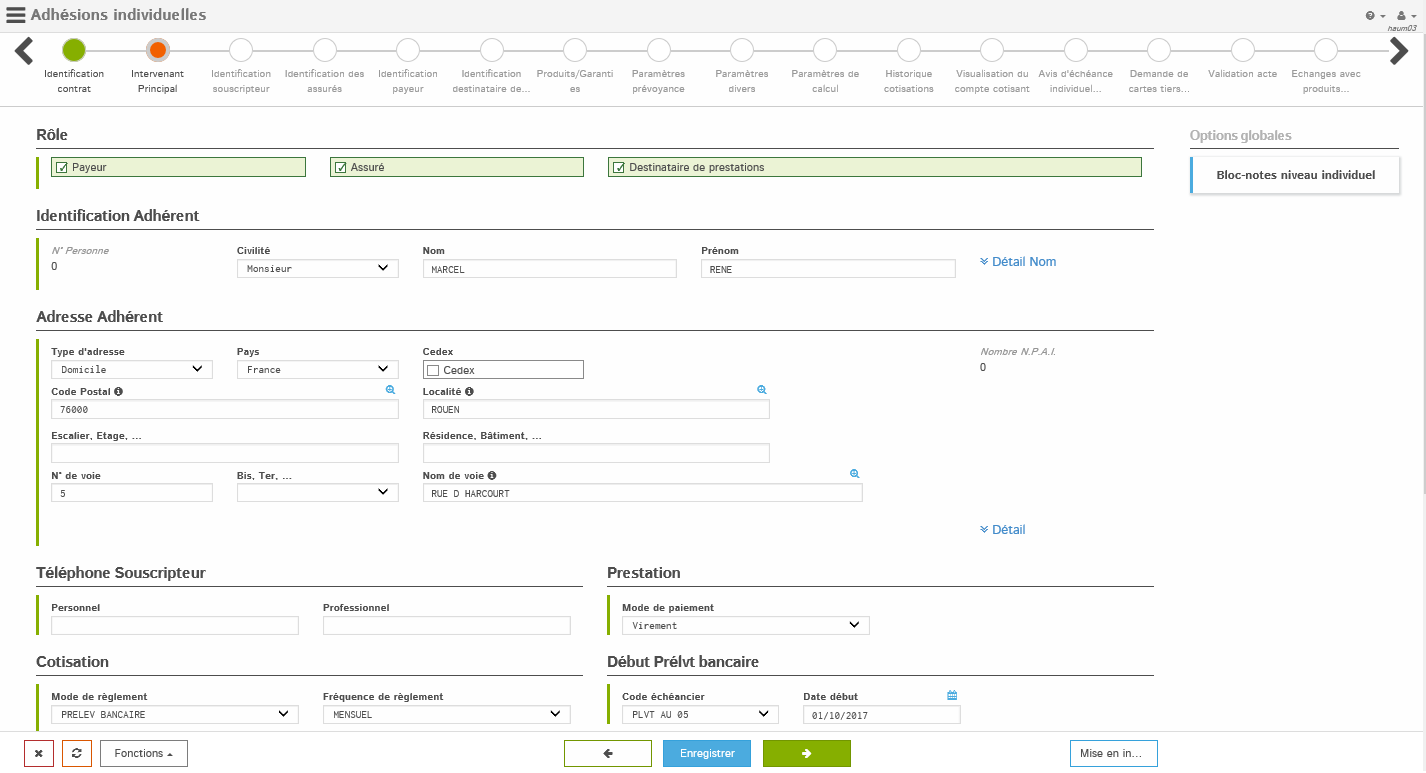 Adhésions individuelles
haum03
Identification contrat
Intervenant Principal
Identification souscripteur
Identification des assurés
Identification payeur
Identification destinataire de...
Produits/Garanti es
Paramètres prévoyance
Paramètres divers
Paramètres de calcul
Historique cotisations
Visualisation du compte cotisant
Avis d'échéance individuel...
Demande de cartes tiers...
Validation acte
Echanges avec produits...
Rôle
Options globales
Payeur
Assuré
Destinataire de prestations
Bloc-notes niveau individuel
Identification Adhérent
N° Personne
Civilité
Nom
Prénom
0
Monsieur
MARCEL
RENE
Détail Nom
Adresse Adhérent
Type d'adresse
Pays
Cedex
Nombre N.P.A.I.
Domicile
France
Cedex
0
Code Postal
Localité
76000
ROUEN
Escalier, Etage, ...
Résidence, Bâtiment, ...
N° de voie
Bis, Ter, ...
Nom de voie
5
RUE D HARCOURT
Détail
Téléphone Souscripteur
Prestation
Personnel
Professionnel
Mode de paiement
Virement
Cotisation
Début Prélvt bancaire
Mode de règlement
Fréquence de règlement
Code échéancier
Date début
PRELEV BANCAIRE
MENSUEL
PLVT AU 05
01/10/2017
Fonctions
Enregistrer
Mise en in...